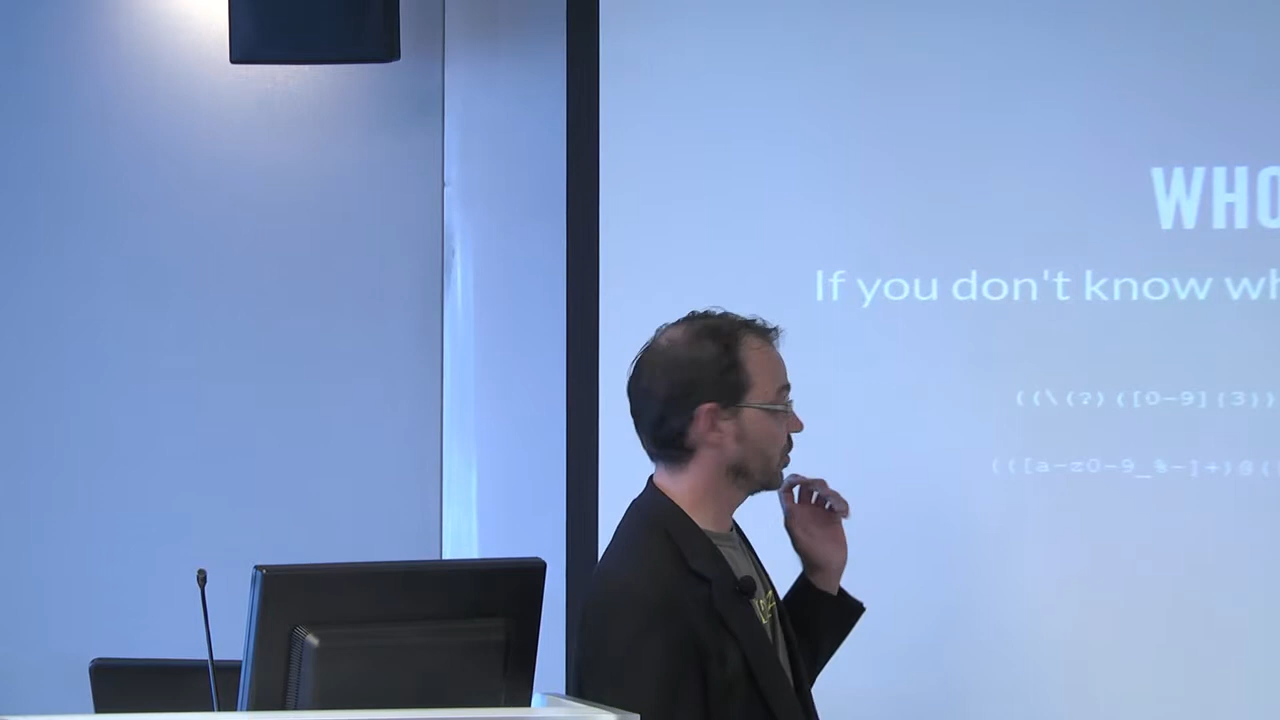 WHO
If you don't know wh
((\(?)([0-9]{3})
(([a-z0-9_%-]+)@(